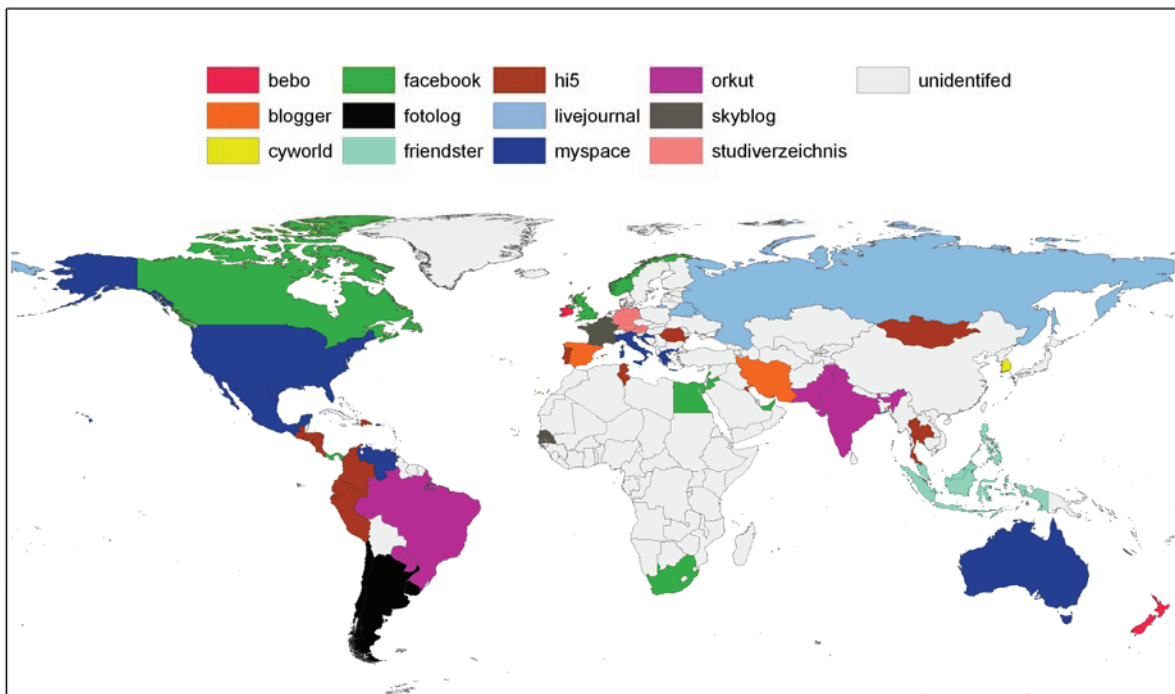 bebo facebook hi5 orkut unidentifed
blogger fotolog livejournal skyblog
cyworld friendster myspace studiverzeichnis